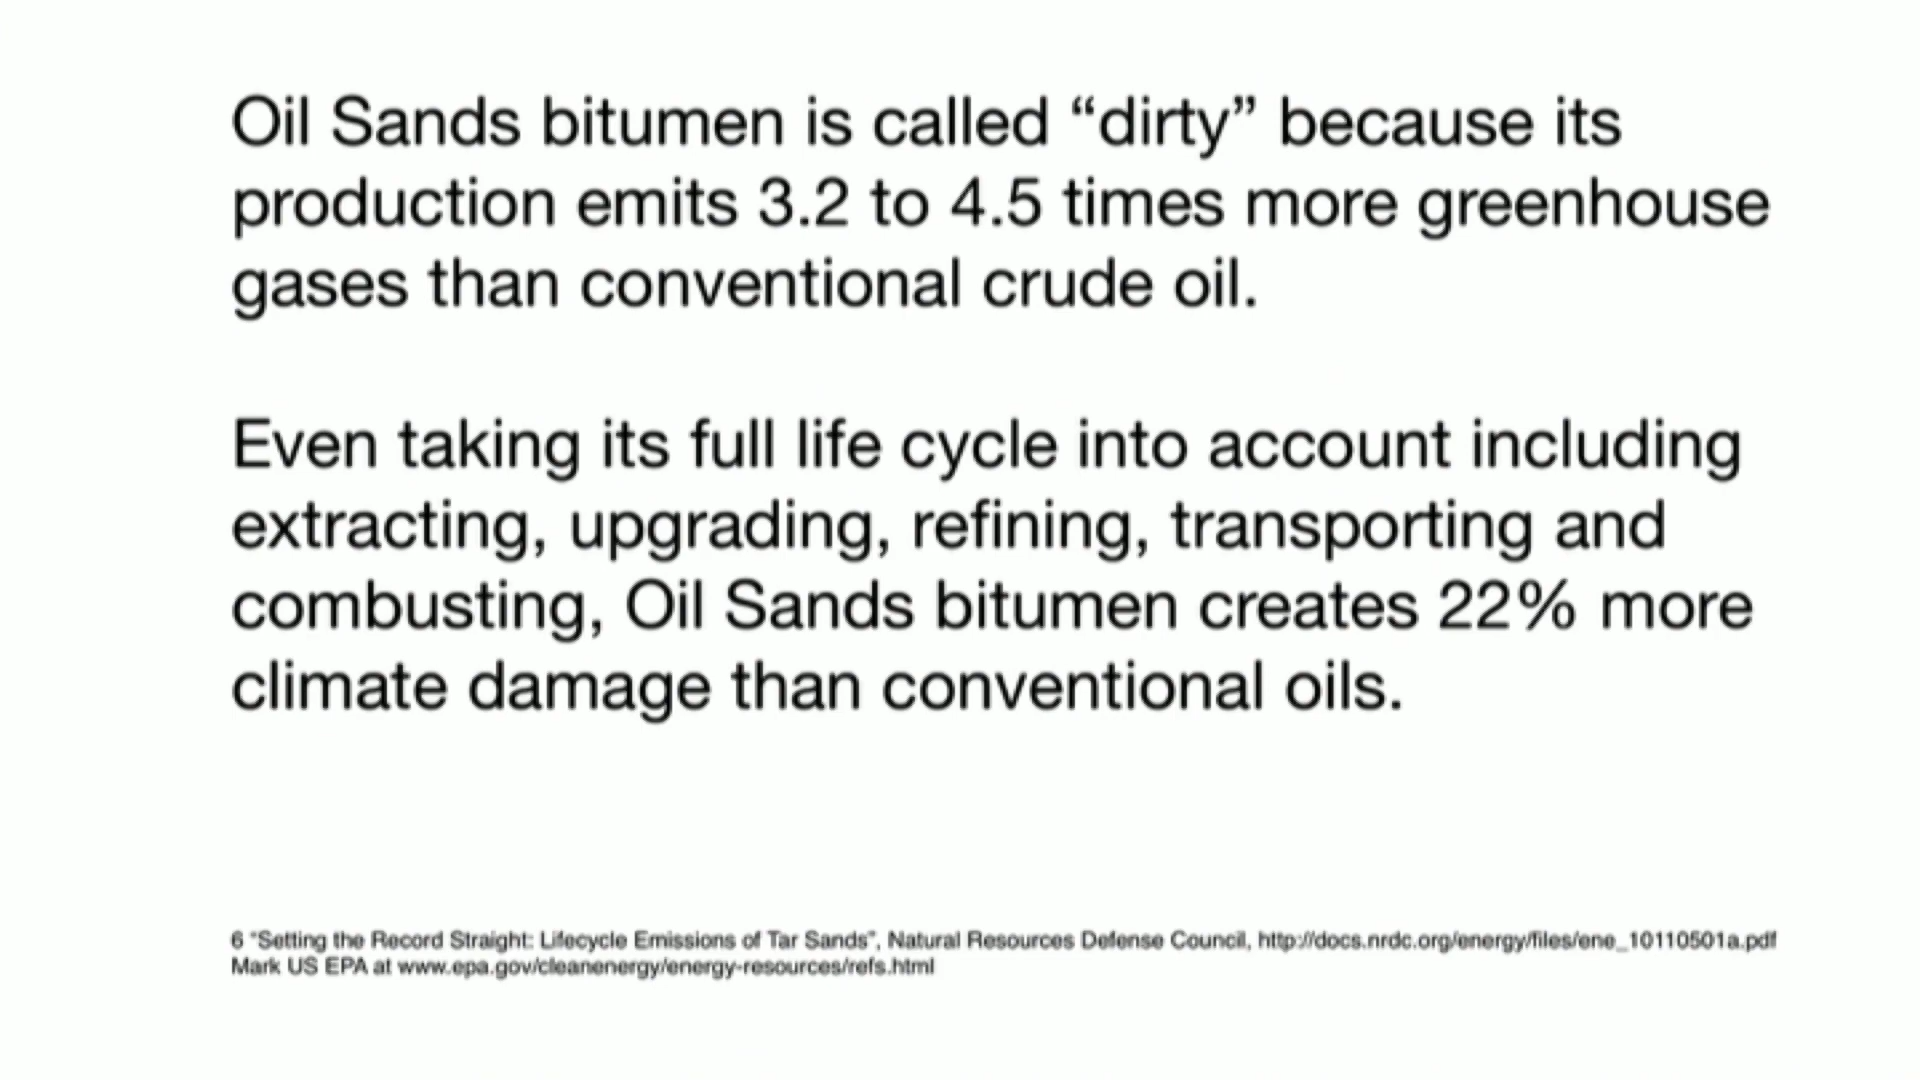 Oil Sands bitumen is called “dirty” because its
production emits 3.2 to 4.5 times more greenhouse
gases than conventional crude oil.
Even taking its full life cycle into account including
extracting, upgrading, refining, transporting and
combusting, Oil Sands bitumen creates 22% more
climate damage than conventional oils.
6 "Setting the Record Straight: Lifecycle Emissions of Tar Sands", Natural Resources Defense Council, http://docs.nrdc.org/energy/files/ene_10110501a.pdf
Mark US EPA at www.epa.gov/cleanenergy/energy-resources/refs.html